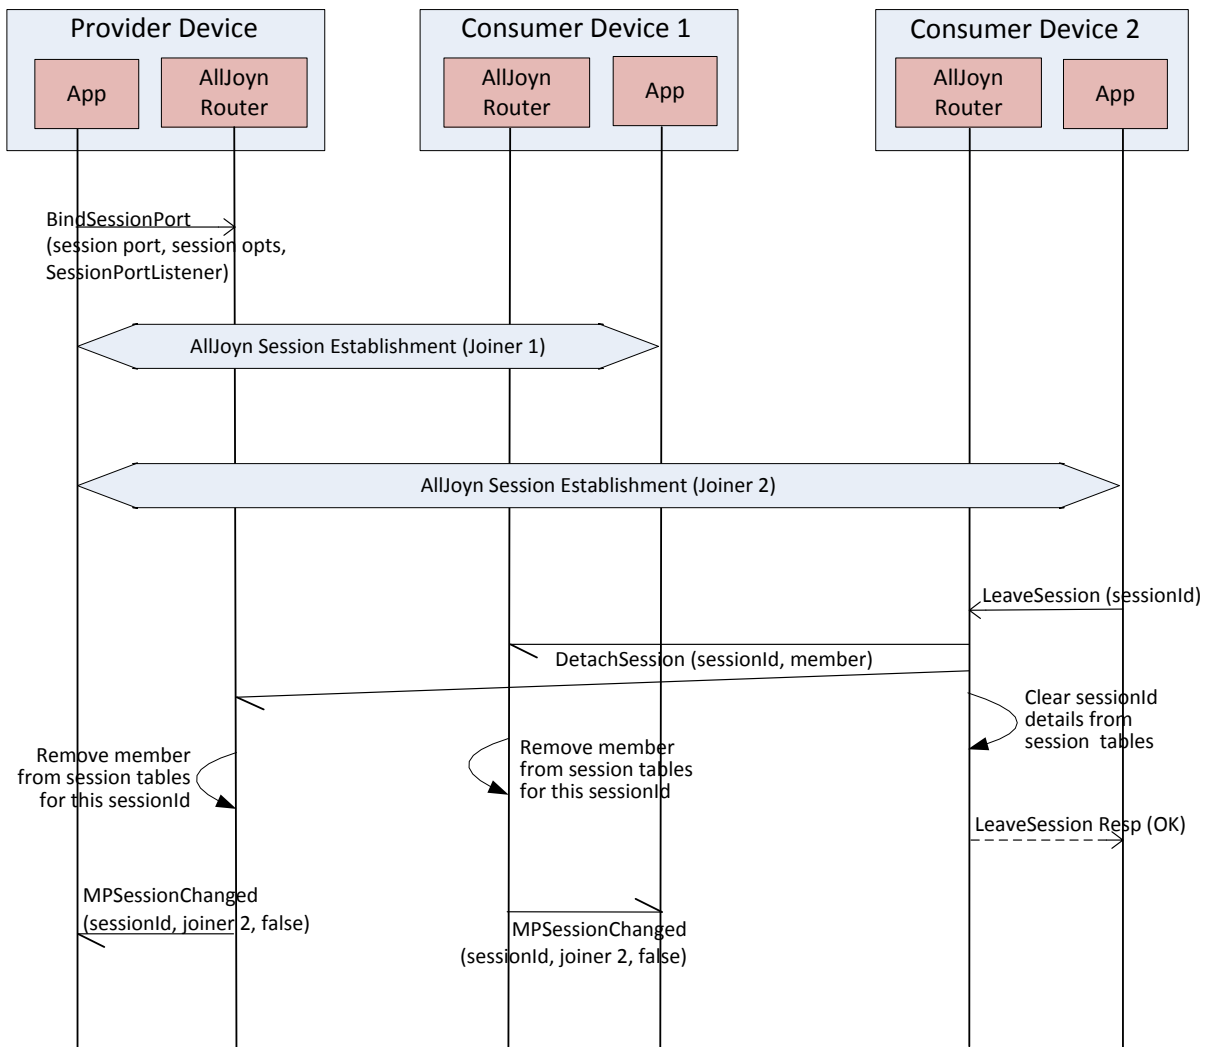 Provider Device
Consumer Device 1
Consumer Device 2
App
AllJoyn
Router
AllJoyn
Router
App
AllJoyn
Router
App
BindSessionPort
(session port, session opts,
SessionPortListener)
AllJoyn Session Establishment (Joiner 1)
AllJoyn Session Establishment (Joiner 2)
LeaveSession (sessionId)
DetachSession (sessionId, member)
Clear sessionId
details from
session tables
Remove member
from session tables
for this sessionId
Remove member
from session tables
for this sessionId
LeaveSession Resp (OK)
MPSessionChanged
(sessionId, joiner 2, false)
MPSessionChanged
(sessionId, joiner 2, false)